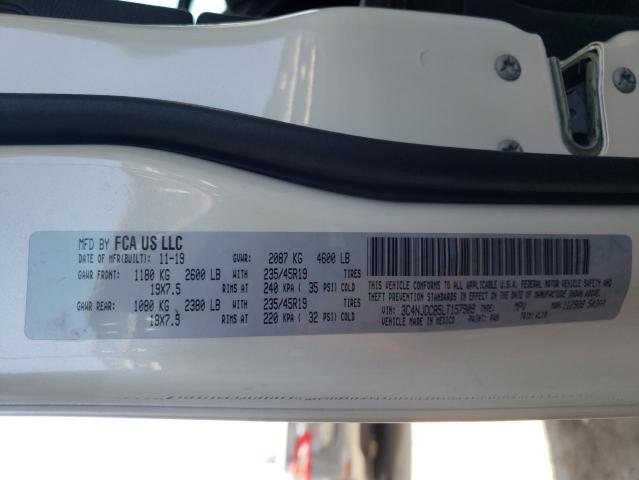 MFD BY FCA US LLC
DATE OF MFR(BUILT): 11-19 GVWR: 2087 KG 4600 LB
GAWR FRONT: 1180 KG 2600 LB WITH 235/45R19 TIRES
19X7.5 RIMS AT 240 KPA ( 35 PSI) COLD
GAWR REAR: 1080 KG 2380 LB WITH 235/45R19 TIRES
19X7.5 RIMS AT 220 KPA ( 32 PSI) COLD
THIS VEHICLE CONFORMS TO ALL APPLICABLE U.S.A. FEDERAL MOTOR VEHICLE SAFETY AND
THEFT PREVENTION STANDARDS IN EFFECT ON THE DATE OF MANUFACTURE SHOWN ABOVE.
VIN: 3C4NJDCB5LT157909 TYPE: MPV
VEHICLE MADE IN MEXICO PAINT: PWN TRIM: